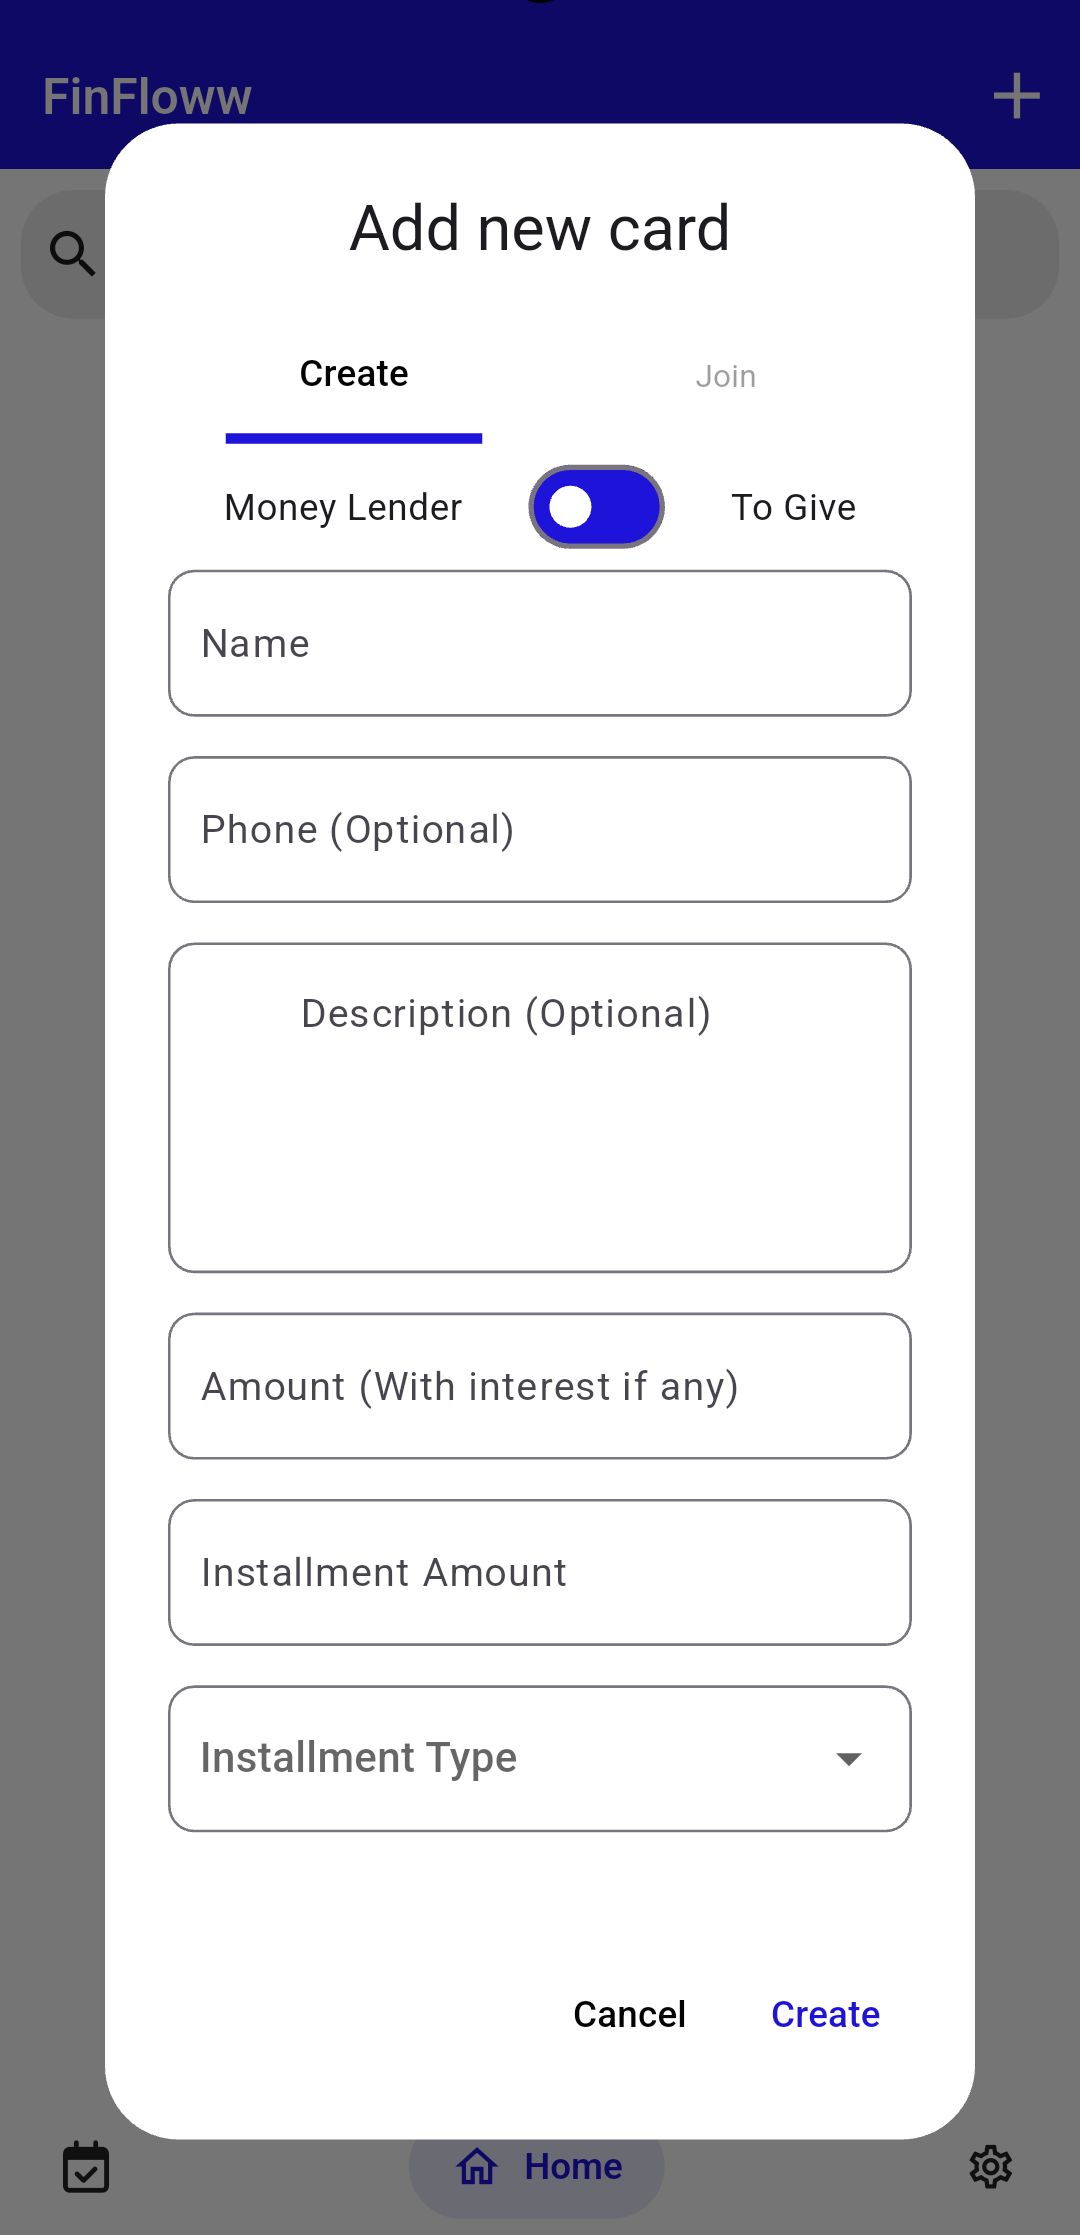 FinFloww
Add new card
Create
Join
Money Lender
To Give
Name
Phone (Optional)
Description (Optional)
Amount (With interest if any)
Installment Amount
Installment Type
Cancel
Create
Home